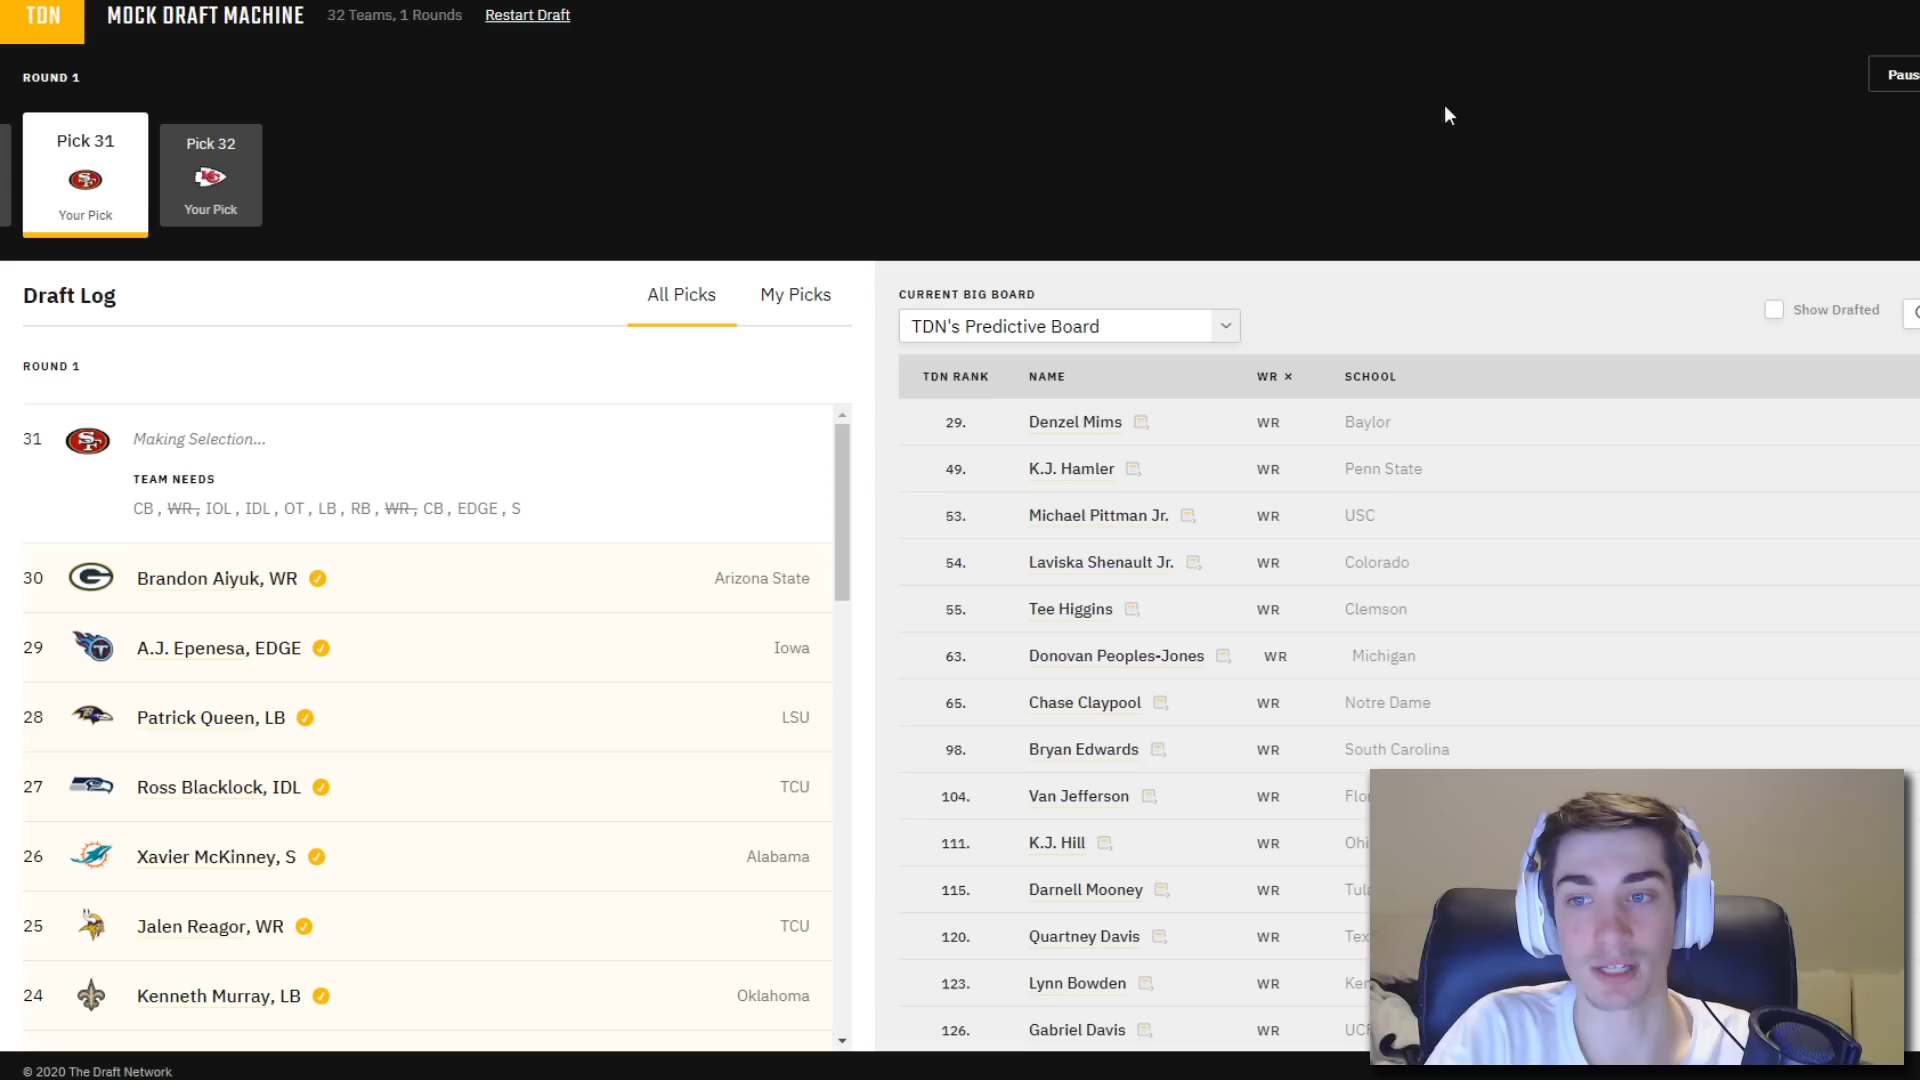 TDN MOCK DRAFT MACHINE 32 Teams, 1 Rounds Restart Draft
ROUND 1
Paus
Pick 31
Your Pick
Pick 32
Your Pick
Draft Log
All Picks My Picks
ROUND 1
31 Making Selection...
TEAM NEEDS
CB , WR , IOL , IDL , OT , LB , RB , WR , CB , EDGE , S
30 Brandon Aiyuk, WR Arizona State
29 A.J. Epenesa, EDGE Iowa
28 Patrick Queen, LB LSU
27 Ross Blacklock, IDL TCU
26 Xavier McKinney, S Alabama
25 Jalen Reagor, WR TCU
24 Kenneth Murray, LB Oklahoma
CURRENT BIG BOARD
TDN's Predictive Board
Show Drafted
TDN RANK NAME WR × SCHOOL
29. Denzel Mims WR Baylor
49. K.J. Hamler WR Penn State
53. Michael Pittman Jr. WR USC
54. Laviska Shenault Jr. WR Colorado
55. Tee Higgins WR Clemson
63. Donovan Peoples-Jones WR Michigan
65. Chase Claypool WR Notre Dame
98. Bryan Edwards WR South Carolina
104. Van Jefferson WR Flo
111. K.J. Hill WR Ohi
115. Darnell Mooney WR Tul
120. Quartney Davis WR Tex
123. Lynn Bowden WR Ken
126. Gabriel Davis WR UCF
© 2020 The Draft Network